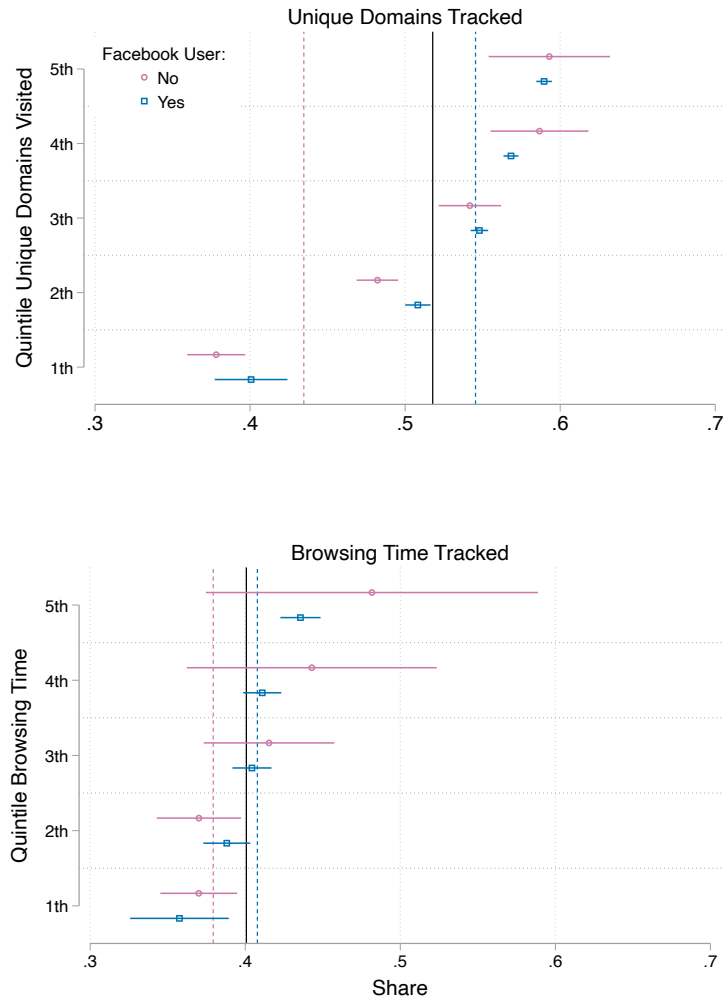 Unique Domains Tracked
Facebook User:
No
Yes
Quintile Unique Domains Visited
5th
4th
3th
2th
1th
.3 .4 .5 .6 .7
Browsing Time Tracked
Quintile Browsing Time
5th
4th
3th
2th
1th
.3 .4 .5 .6 .7
Share